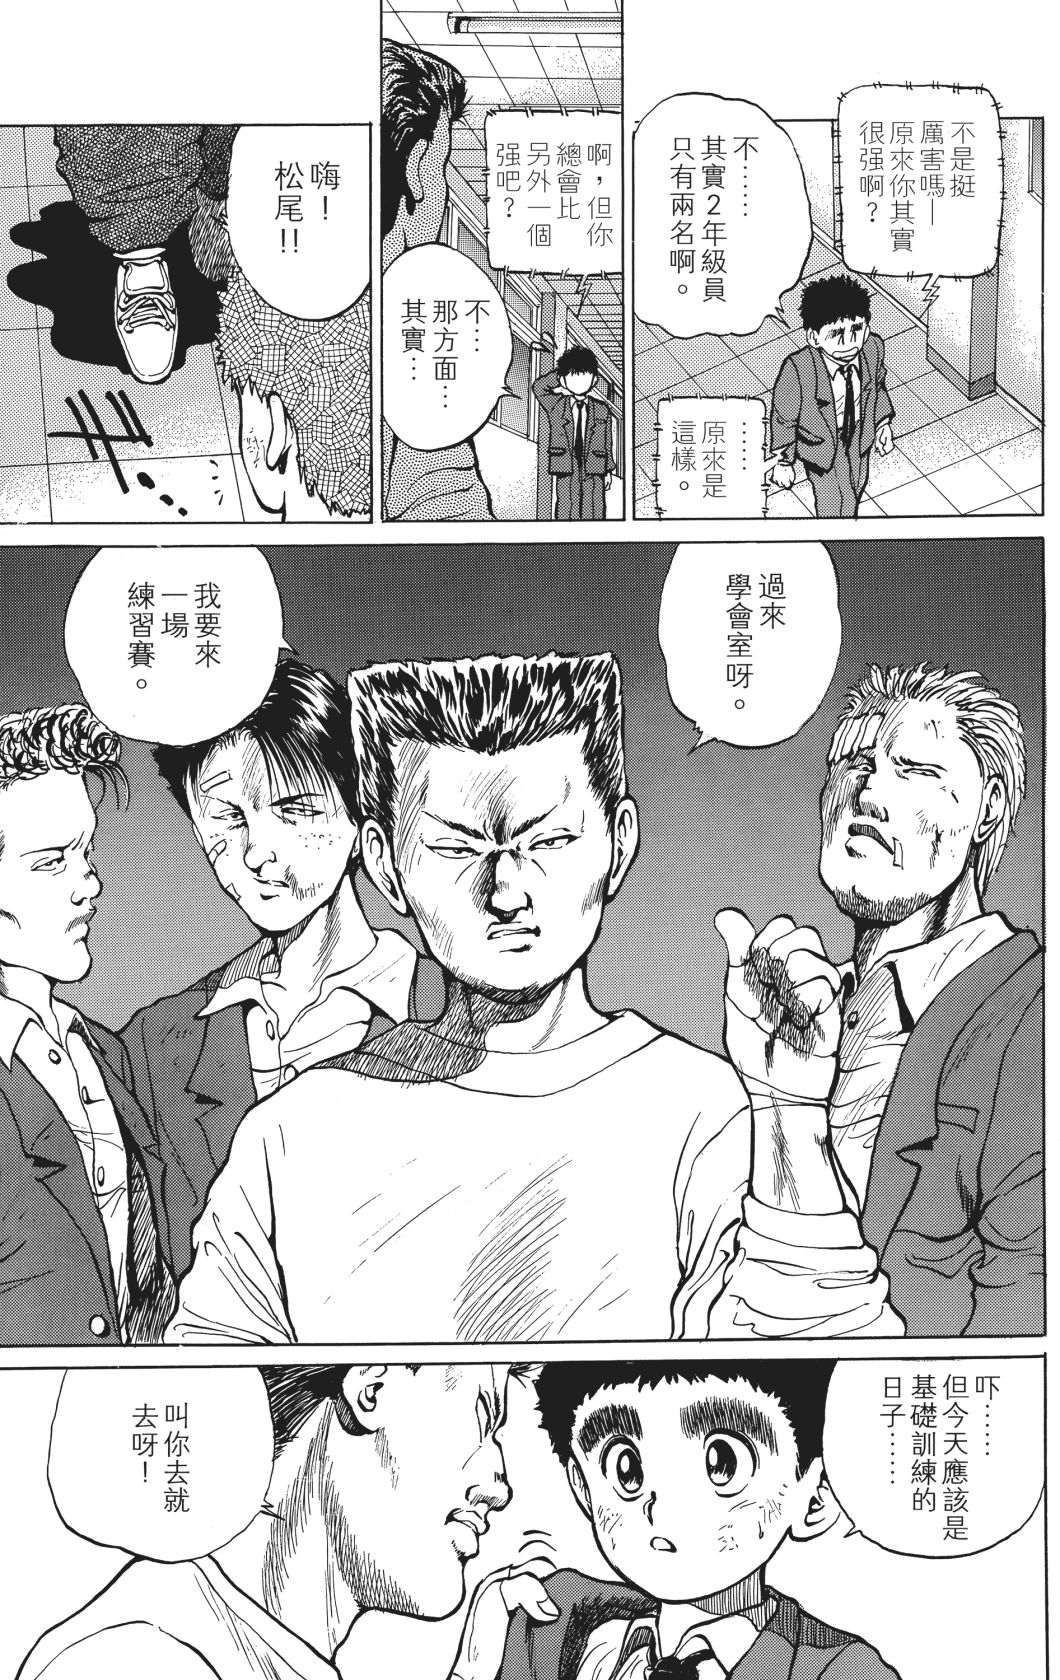 不是挺
厲害嗎—
原來你其實
很强啊？
不……
其實2年級員
只有兩名啊。
……
原來是
這樣。
啊，但你
總會比
另外一個
强吧？
不…
那方面…
其實…
嗨！
松尾!!
過來
學會室呀。
我要來
一場
練習賽。
吓……
但今天應該是
基礎訓練的
日子……
叫你去就
去呀！